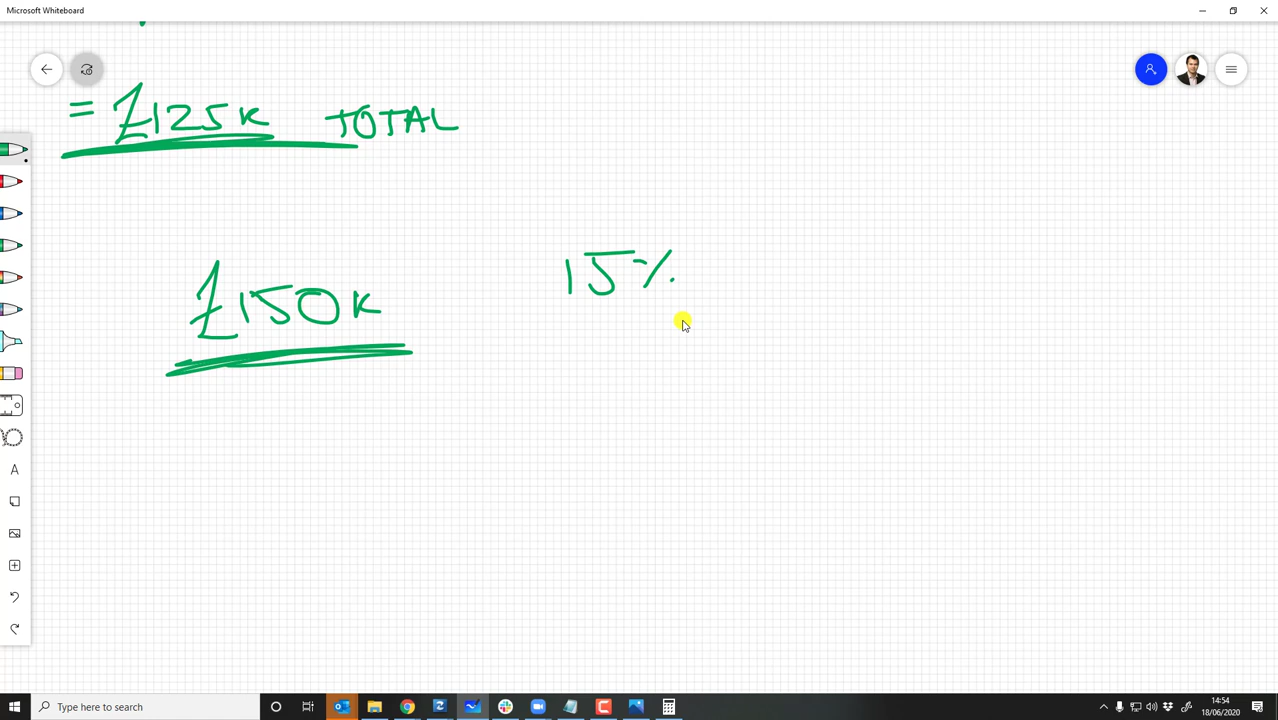 Microsoft Whiteboard
= £125K TOTAL
£150K
15%
A
Type here to search
14:54
18/06/2020